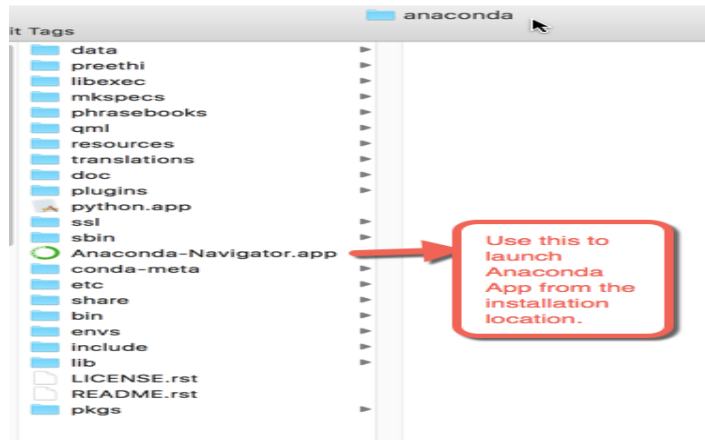 anaconda
it Tags
data
preethi
libexec
mkspecs
phrasebooks
qml
resources
translations
doc
plugins
python.app
ssl
sbin
Anaconda-Navigator.app
conda-meta
etc
share
bin
envs
include
lib
LICENSE.rst
README.rst
pkgs
Use this to
launch
Anaconda
App from the
installation
location.